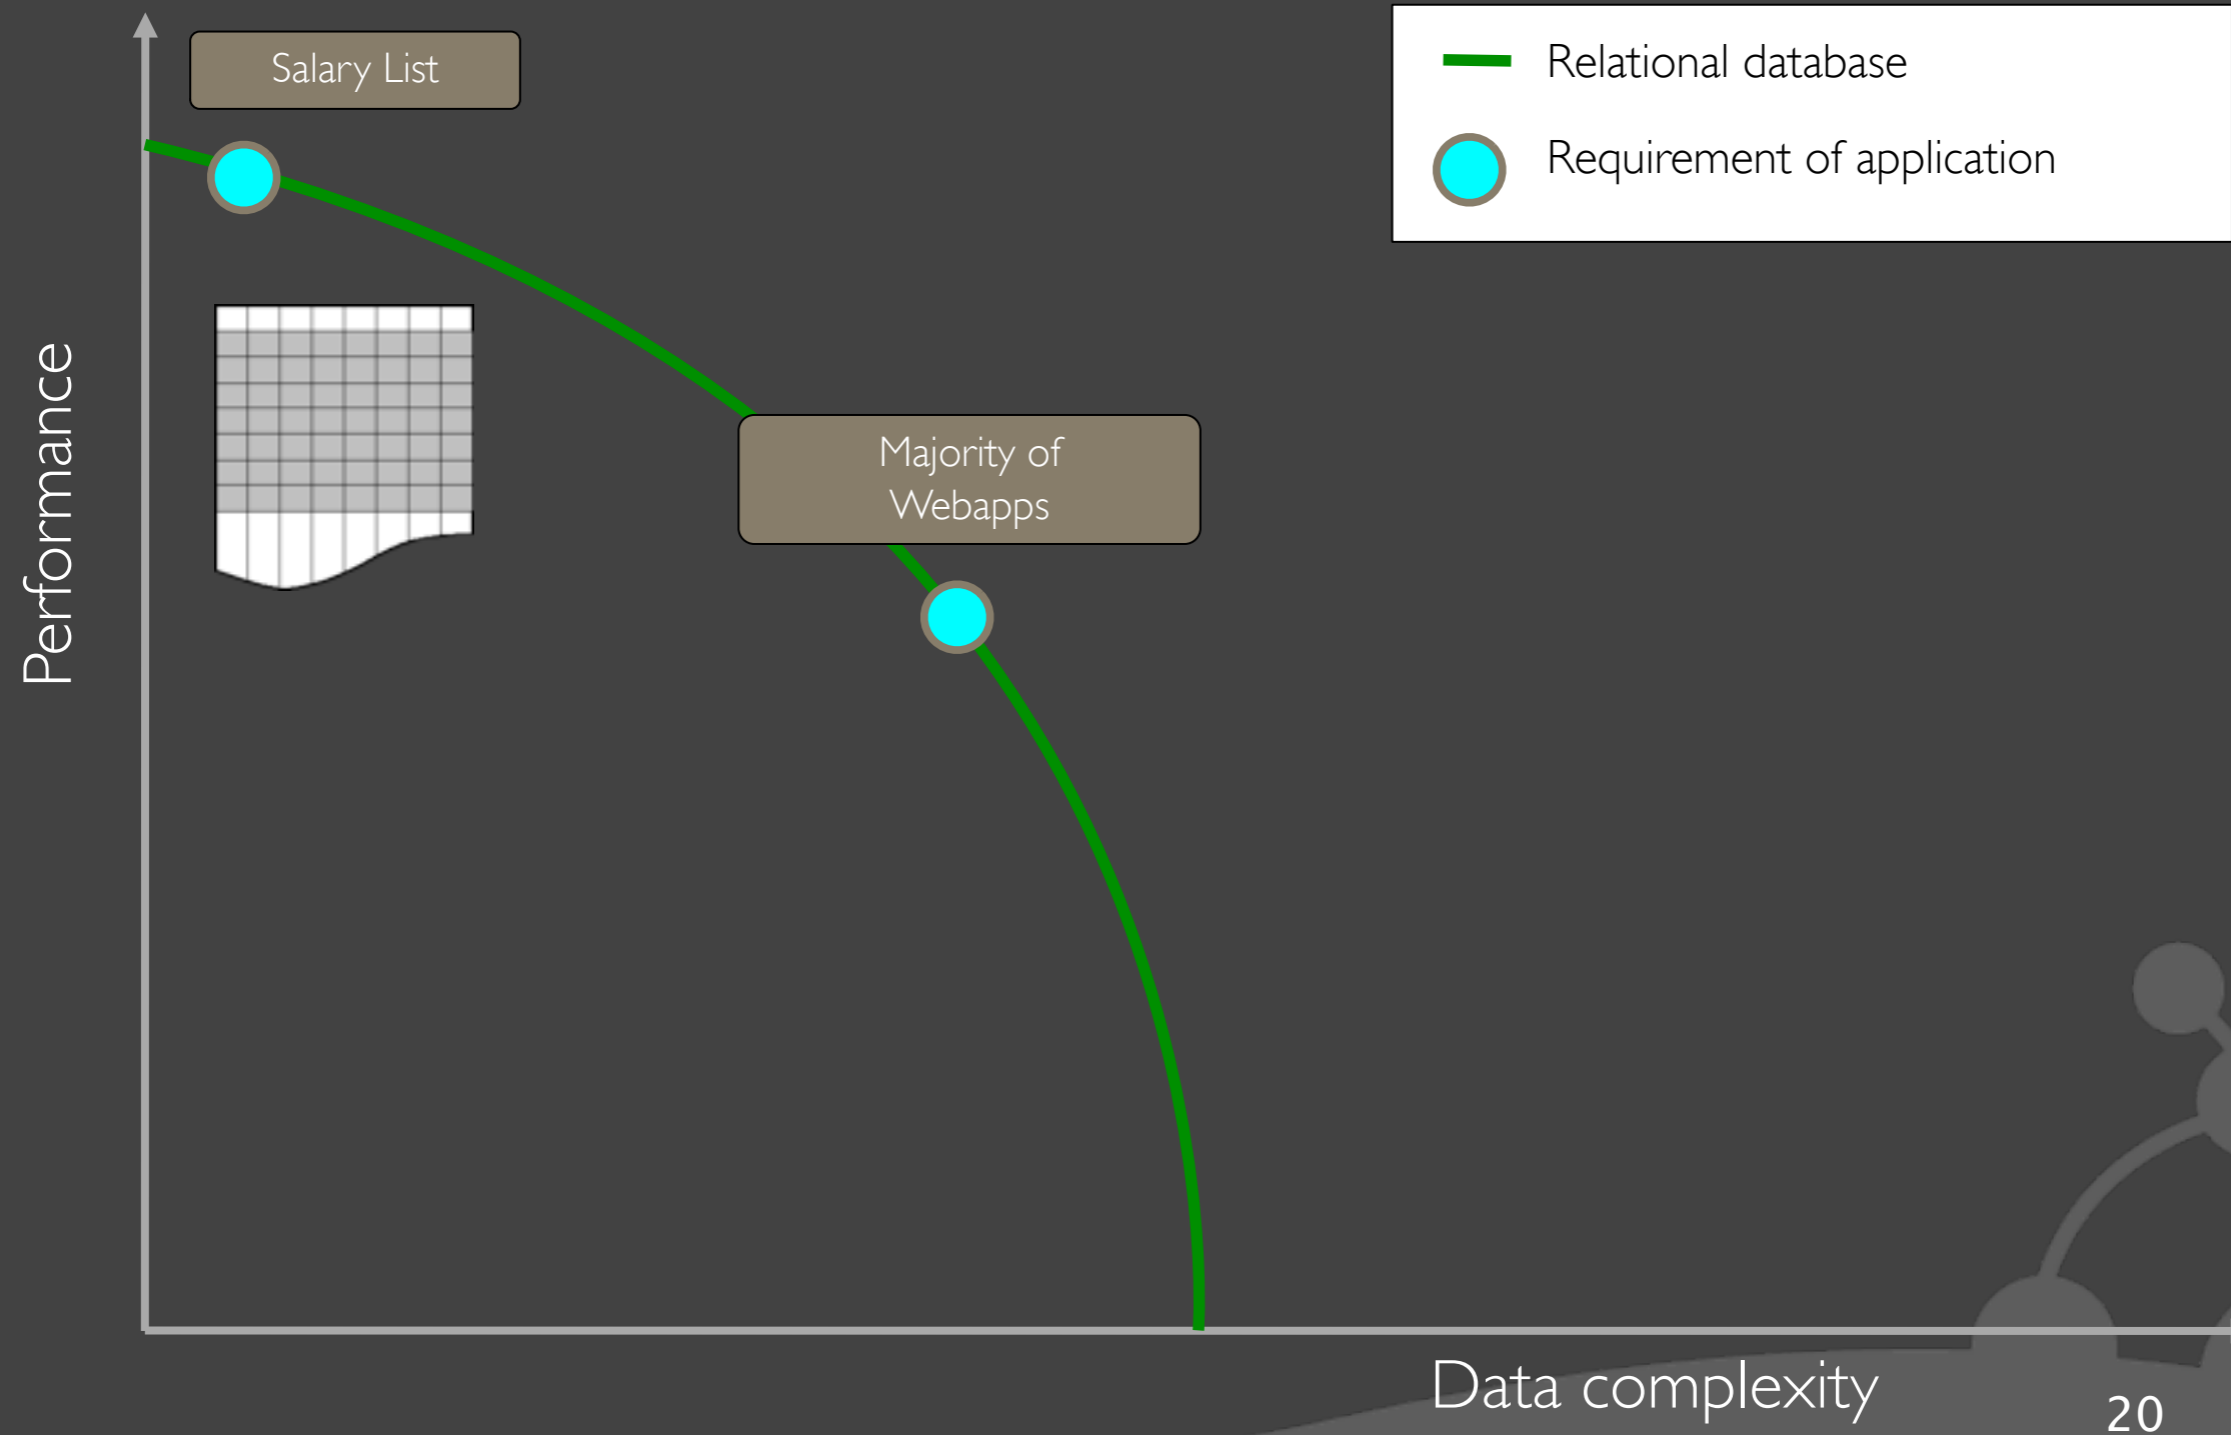 Salary List
Relational database
Requirement of application
Majority of
Webapps
Performance
Data complexity
20